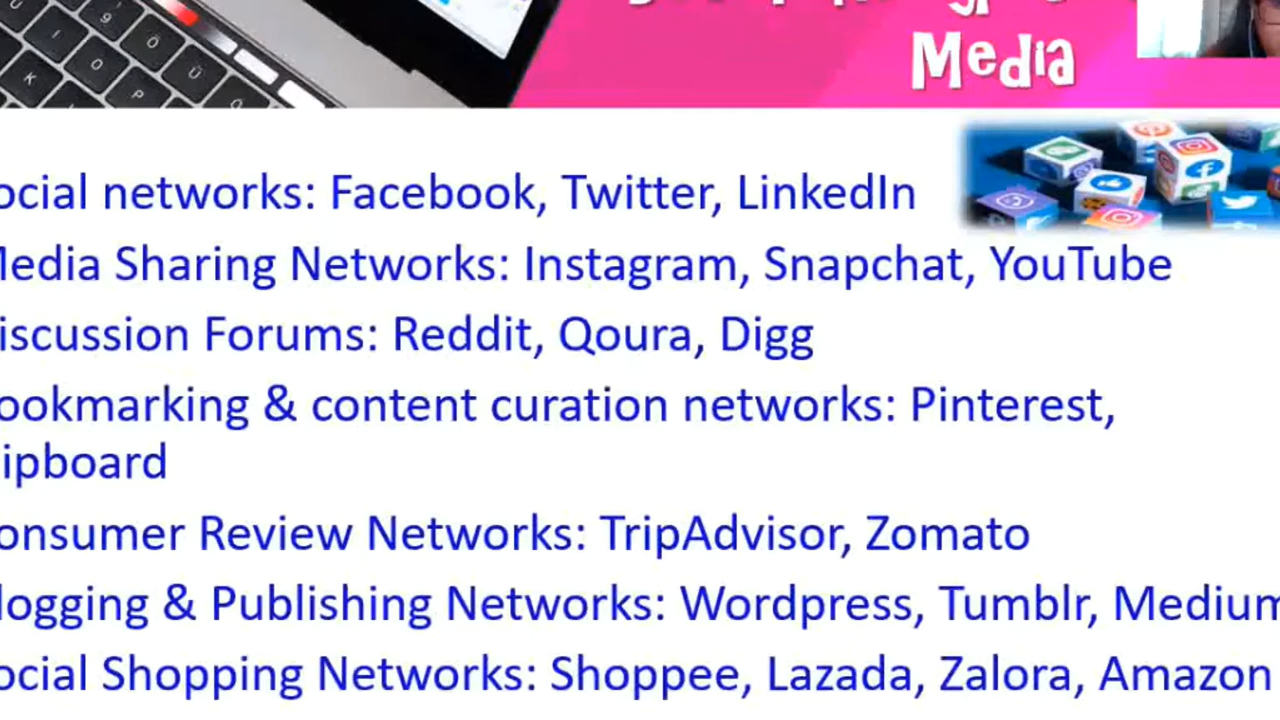 Media
ocial networks: Facebook, Twitter, LinkedIn
Media Sharing Networks: Instagram, Snapchat, YouTube
iscussion Forums: Reddit, Qoura, Digg
ookmarking & content curation networks: Pinterest,
lipboard
onsumer Review Networks: TripAdvisor, Zomato
logging & Publishing Networks: Wordpress, Tumblr, Medium
ocial Shopping Networks: Shoppee, Lazada, Zalora, Amazon